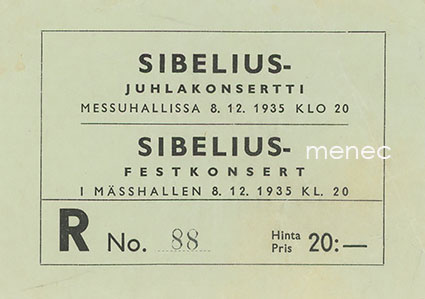 SIBELIUS-
JUHLAKONSERTTI
MESSUHALLISSA 8. 12. 1935 KLO 20
SIBELIUS-
menec
FESTKONSERT
I MÄSSHALLEN 8. 12. 1935 KL. 20
R No. 88 Hinta Pris 20:—